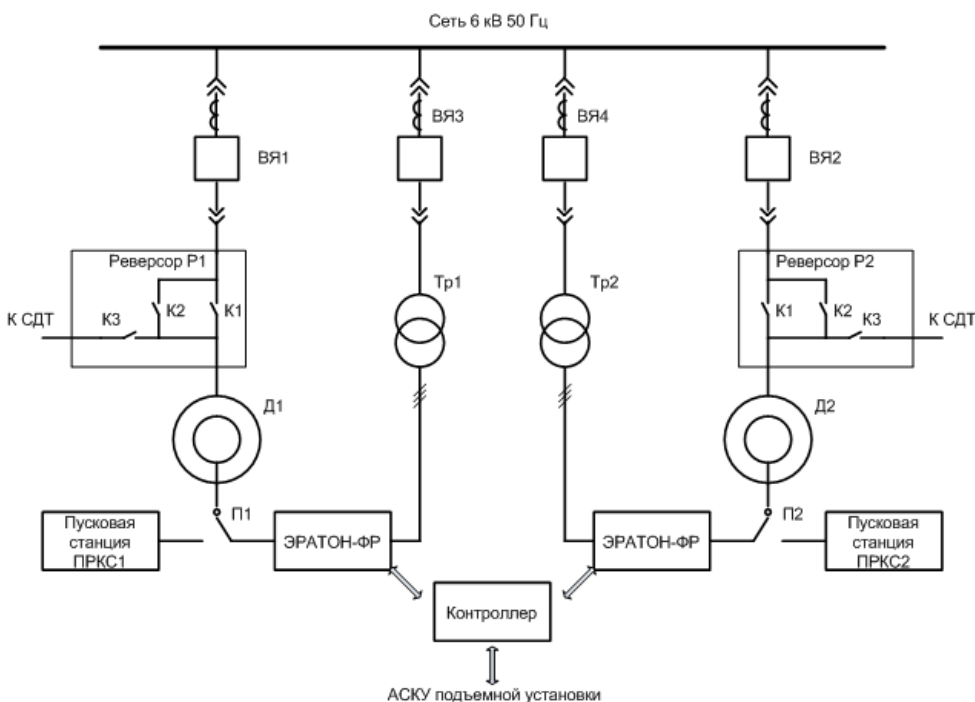 Сеть 6 кВ 50 Гц
ВЯ1
ВЯ3
ВЯ4
ВЯ2
Реверсор Р1
Реверсор Р2
К СДТ
К3
К2
К1
Тр1
Тр2
К1
К2
К3
К СДТ
Д1
Д2
П1
П2
Пусковая
станция
ПРКС1
ЭРАТОН-ФР
ЭРАТОН-ФР
Пусковая
станция
ПРКС2
Контроллер
АСКУ подъемной установки